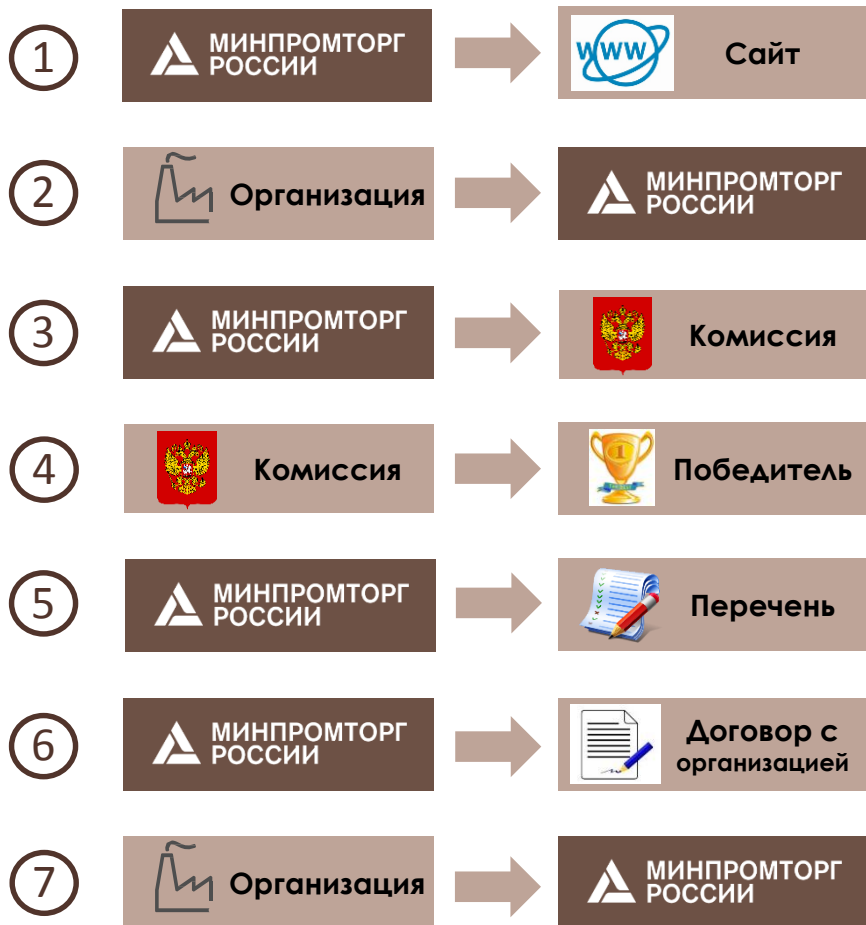 1
МИНПРОМТОРГ
РОССИИ
www
Сайт
2
Организация
МИНПРОМТОРГ
РОССИИ
3
МИНПРОМТОРГ
РОССИИ
Комиссия
4
Комиссия
1
Победитель
5
МИНПРОМТОРГ
РОССИИ
Перечень
6
МИНПРОМТОРГ
РОССИИ
Договор с
организацией
7
Организация
МИНПРОМТОРГ
РОССИИ